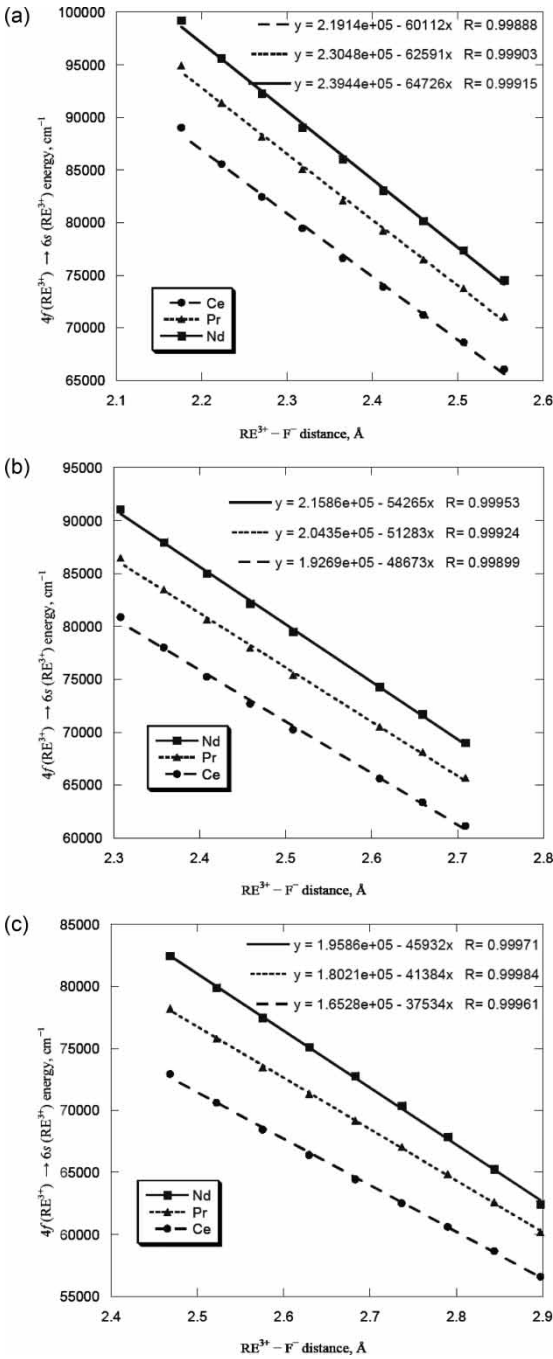 (a)
y = 2.1914e+05 - 60112x R= 0.99888
y = 2.3048e+05 - 62591x R= 0.99903
y = 2.3944e+05 - 64726x R= 0.99915
100000
95000
90000
85000
80000
75000
70000
65000
4f(RE³⁺) → 6s (RE³⁺) energy, cm⁻¹
Ce
Pr
Nd
2.1 2.2 2.3 2.4 2.5 2.6
RE³⁺ – F⁻ distance, Å
(b)
y = 2.1586e+05 - 54265x R= 0.99953
y = 2.0435e+05 - 51283x R= 0.99924
y = 1.9269e+05 - 48673x R= 0.99899
95000
90000
85000
80000
75000
70000
65000
60000
4f(RE³⁺) → 6s (RE³⁺) energy, cm⁻¹
Nd
Pr
Ce
2.3 2.4 2.5 2.6 2.7 2.8
RE³⁺ – F⁻ distance, Å
(c)
y = 1.9586e+05 - 45932x R= 0.99971
y = 1.8021e+05 - 41384x R= 0.99984
y = 1.6528e+05 - 37534x R= 0.99961
85000
80000
75000
70000
65000
60000
55000
4f(RE³⁺) → 6s (RE³⁺) energy, cm⁻¹
Nd
Pr
Ce
2.4 2.5 2.6 2.7 2.8 2.9
RE³⁺ – F⁻ distance, Å